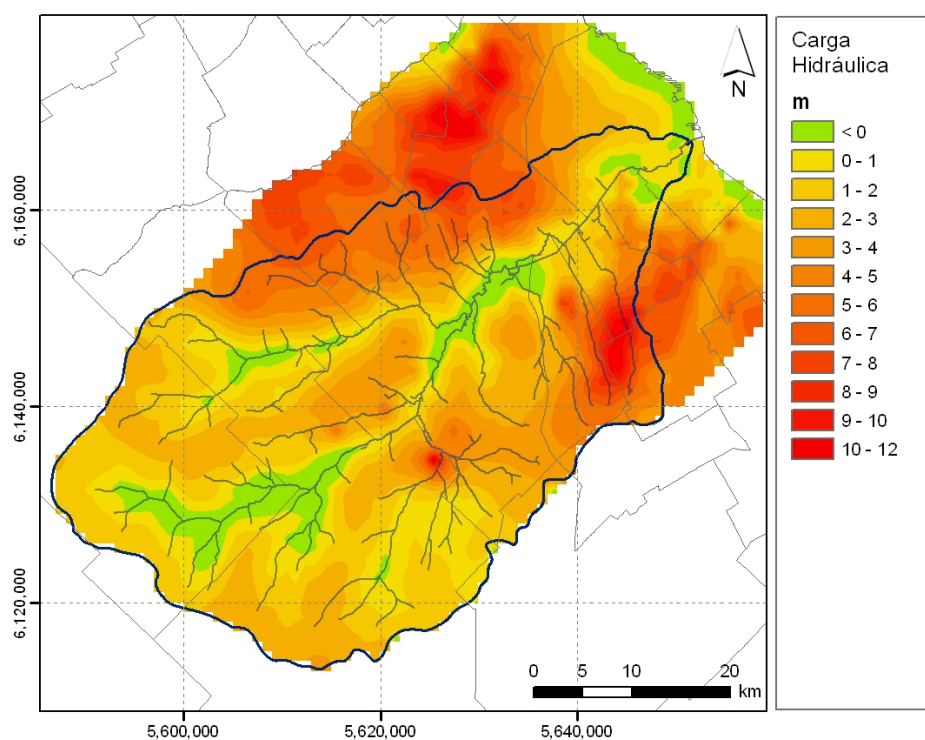 Carga
Hidráulica
m
< 0
0 - 1
1 - 2
2 - 3
3 - 4
4 - 5
5 - 6
6 - 7
7 - 8
8 - 9
9 - 10
10 - 12
N
6,160,000
6,140,000
6,120,000
0 5 10 20
km
5,600,000 5,620,000 5,640,000